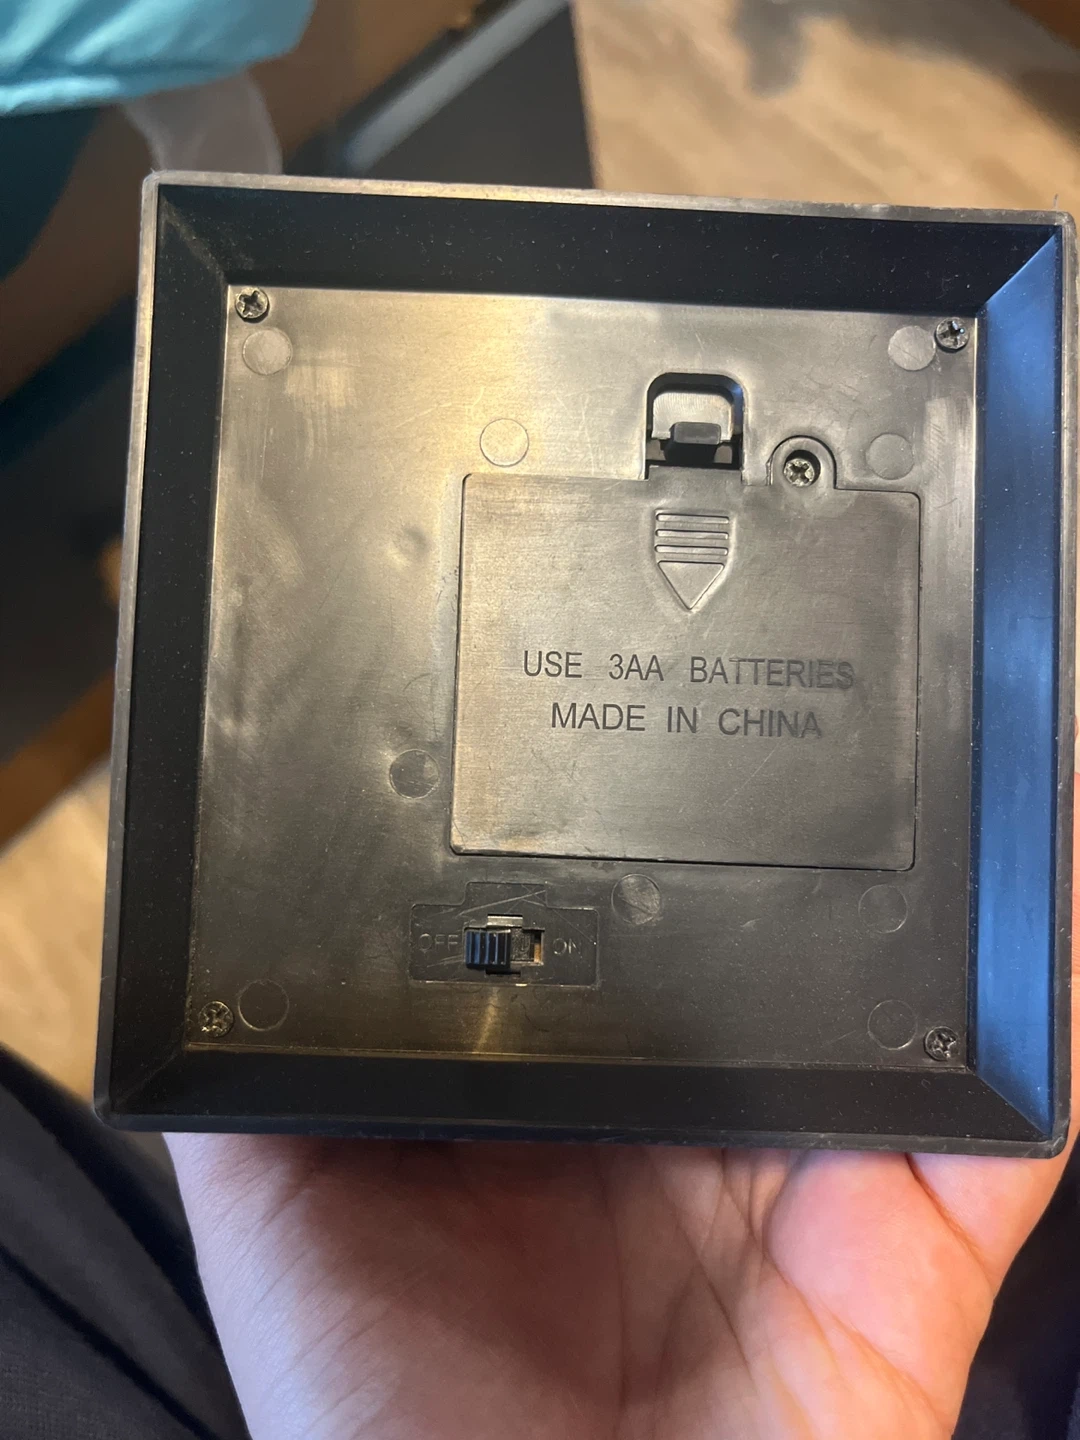 USE 3AA BATTERIES
MADE IN CHINA
OFF ON